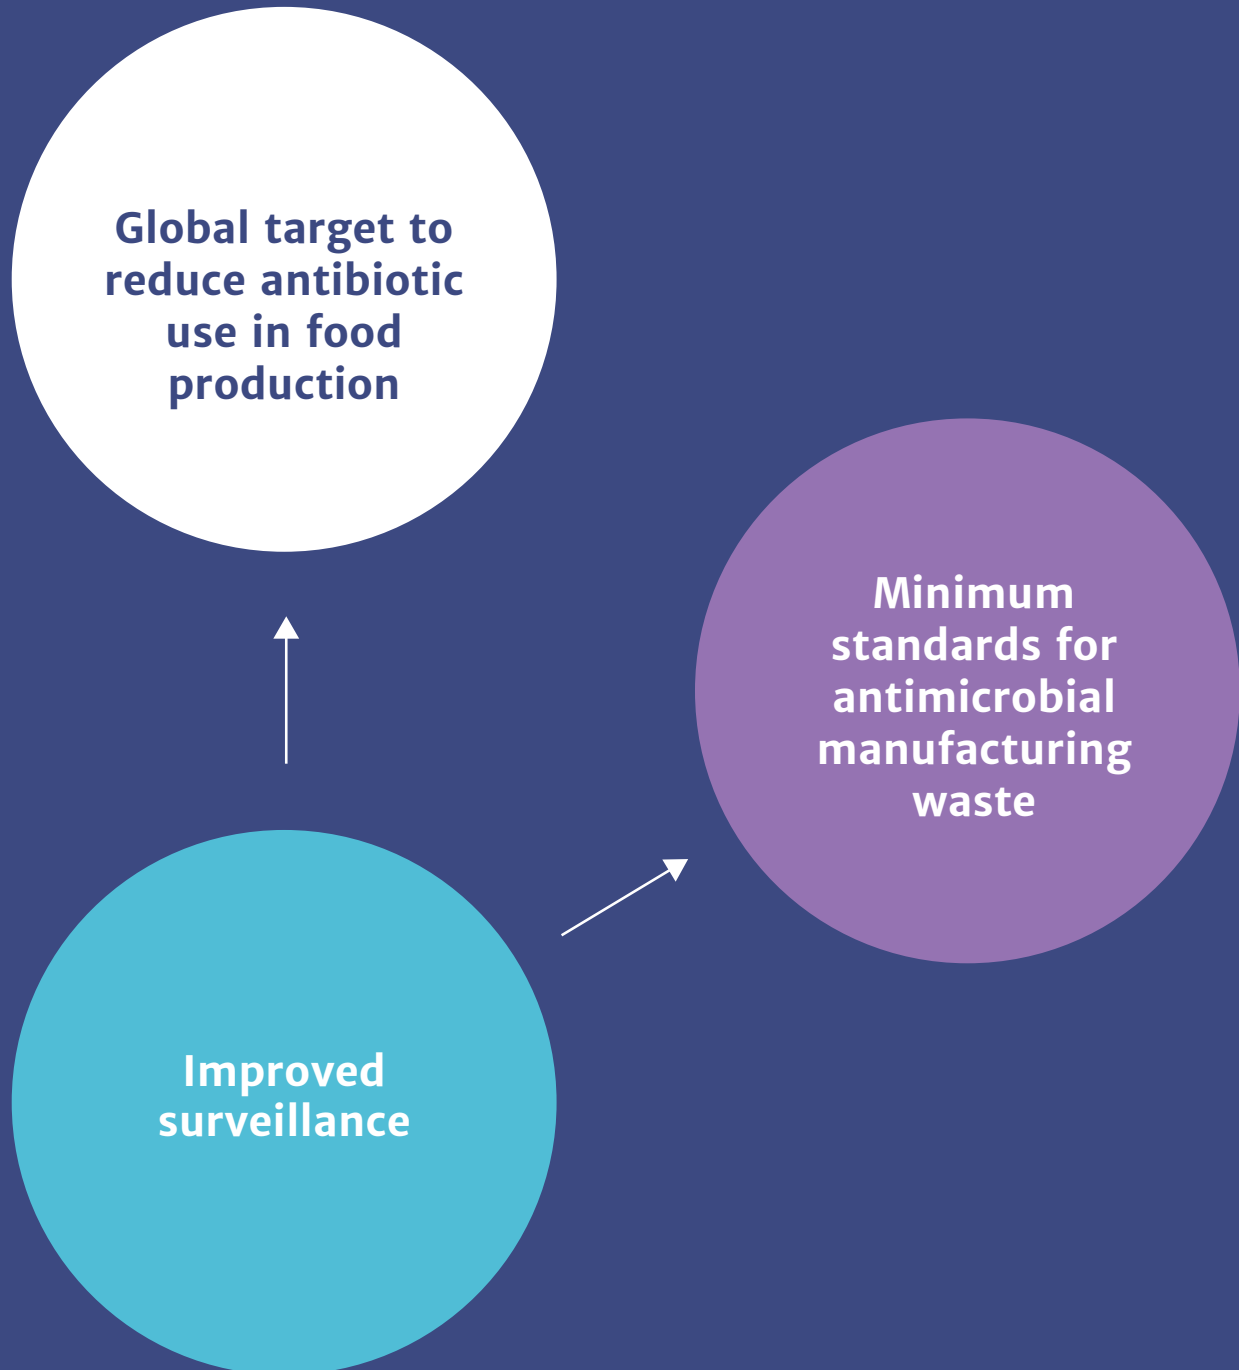 Global target to
reduce antibiotic
use in food
production
Minimum
standards for
antimicrobial
manufacturing
waste
Improved
surveillance